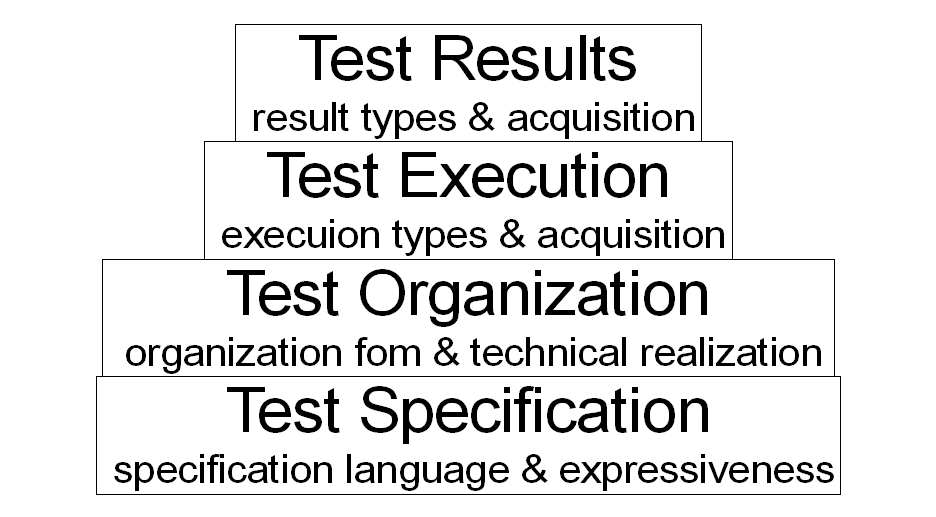 Test Results
result types & acquisition
Test Execution
execuion types & acquisition
Test Organization
organization fom & technical realization
Test Specification
specification language & expressiveness